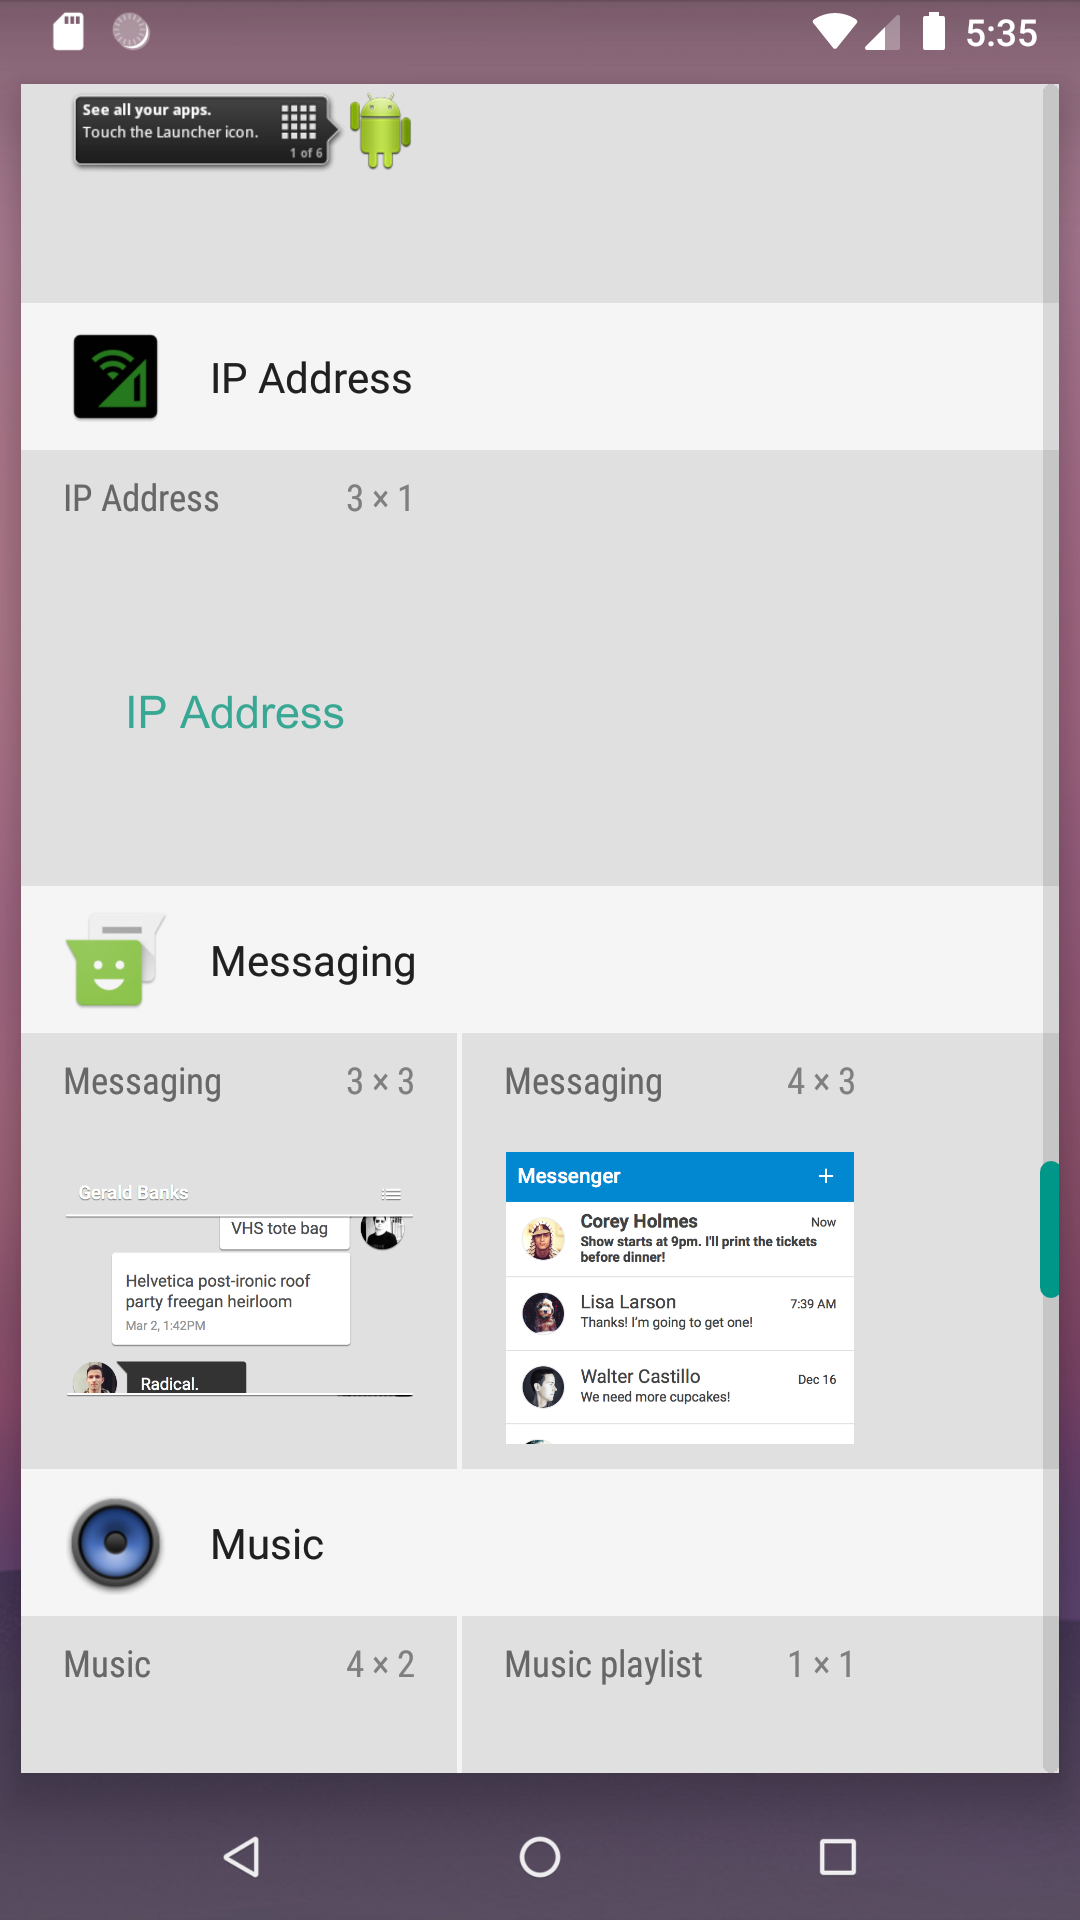 5:35
See all your apps.
Touch the Launcher icon.
1 of 6
IP Address
IP Address 3 × 1
IP Address
Messaging
Messaging 3 × 3
Messaging 4 × 3
Gerald Banks
VHS tote bag
Helvetica post-ironic roof
party freegan heirloom
Mar 2, 1:42PM
Radical.
Messenger +
Corey Holmes Now
Show starts at 9pm. I'll print the tickets
before dinner!
Lisa Larson 7:39 AM
Thanks! I'm going to get one!
Walter Castillo Dec 16
We need more cupcakes!
Music
Music 4 × 2
Music playlist 1 × 1